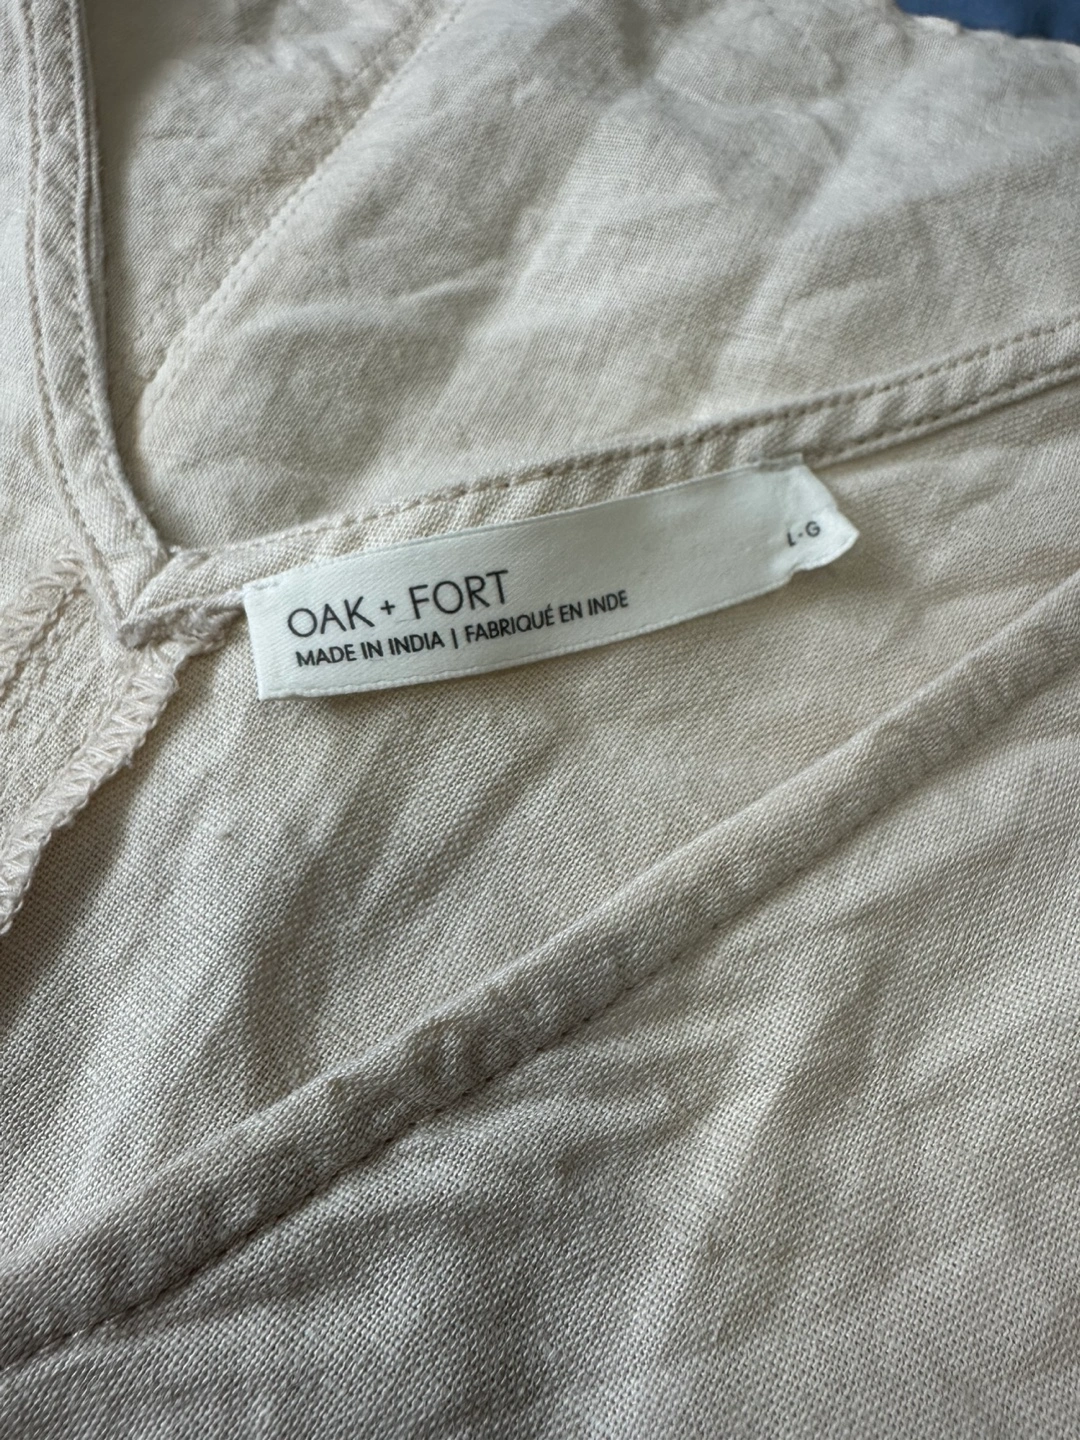 OAK + FORT
MADE IN INDIA | FABRIQUÉ EN INDE
L-G